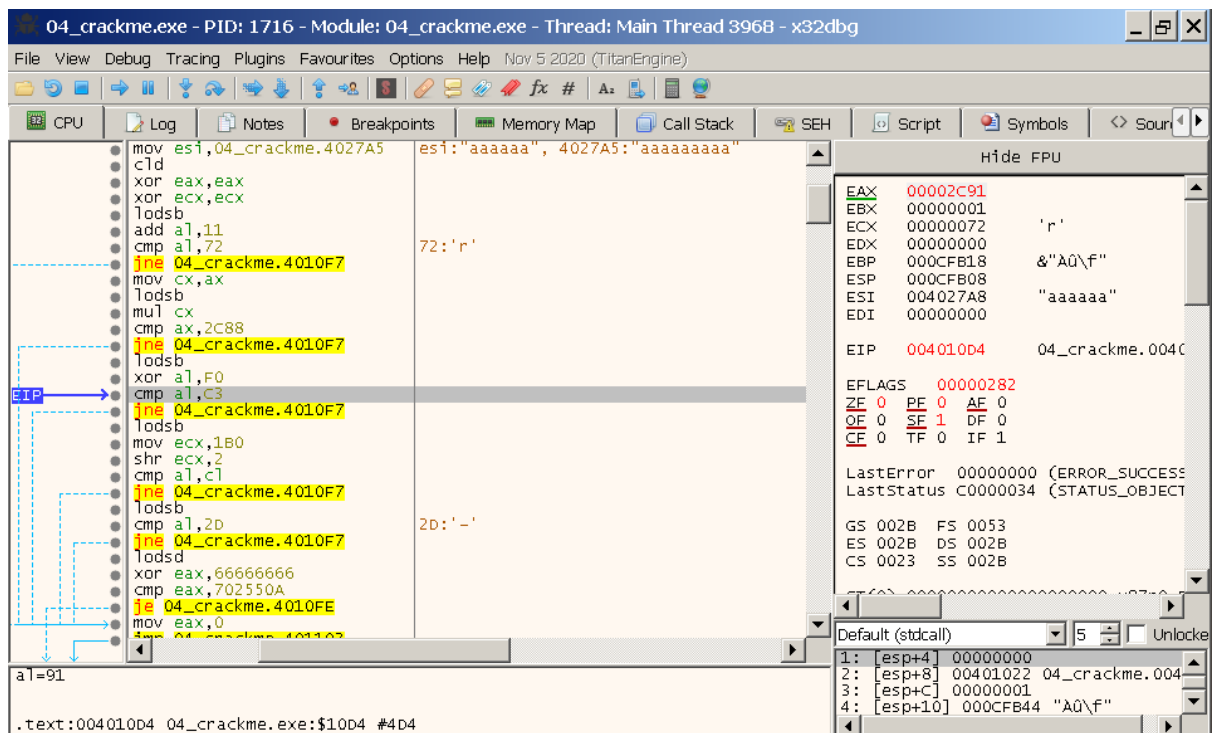 04_crackme.exe - PID: 1716 - Module: 04_crackme.exe - Thread: Main Thread 3968 - x32dbg
File View Debug Tracing Plugins Favourites Options Help Nov 5 2020 (TitanEngine)
CPU Log Notes Breakpoints Memory Map Call Stack SEH Script Symbols
mov esi,04_crackme.4027A5 esi:"aaaaaa", 4027A5:"aaaaaaaaa"
cld
xor eax,eax
xor ecx,ecx
lodsb
add al,11
cmp al,72 72:'r'
jne 04_crackme.4010F7
mov cx,ax
lodsb
mul cx
cmp ax,2C88
jne 04_crackme.4010F7
lodsb
xor al,F0
EIP cmp al,C3
jne 04_crackme.4010F7
lodsb
mov ecx,1B0
shr ecx,2
cmp al,cl
jne 04_crackme.4010F7
lodsb
cmp al,2D 2D:'-'
jne 04_crackme.4010F7
lodsd
xor eax,66666666
cmp eax,702550A
je 04_crackme.4010FE
mov eax,0
Hide FPU
EAX 00002C91
EBX 00000001
ECX 00000072 'r'
EDX 00000000
EBP 000CFB18 &"Àû\f"
ESP 000CFB08
ESI 004027A8 "aaaaaa"
EDI 00000000
EIP 004010D4 04_crackme.0040
EFLAGS 00000282
ZF 0 PF 0 AF 0
OF 0 SF 1 DF 0
CF 0 TF 0 IF 1
LastError 00000000 (ERROR_SUCCESS
LastStatus C0000034 (STATUS_OBJECT
GS 002B FS 0053
ES 002B DS 002B
CS 0023 SS 002B
Default (stdcall) 5 Unlocke
1: [esp+4] 00000000
2: [esp+8] 00401022 04_crackme.004
3: [esp+C] 00000001
4: [esp+10] 000CFB44 "Àû\f"
al=91
.text:004010D4 04_crackme.exe:$10D4 #4D4